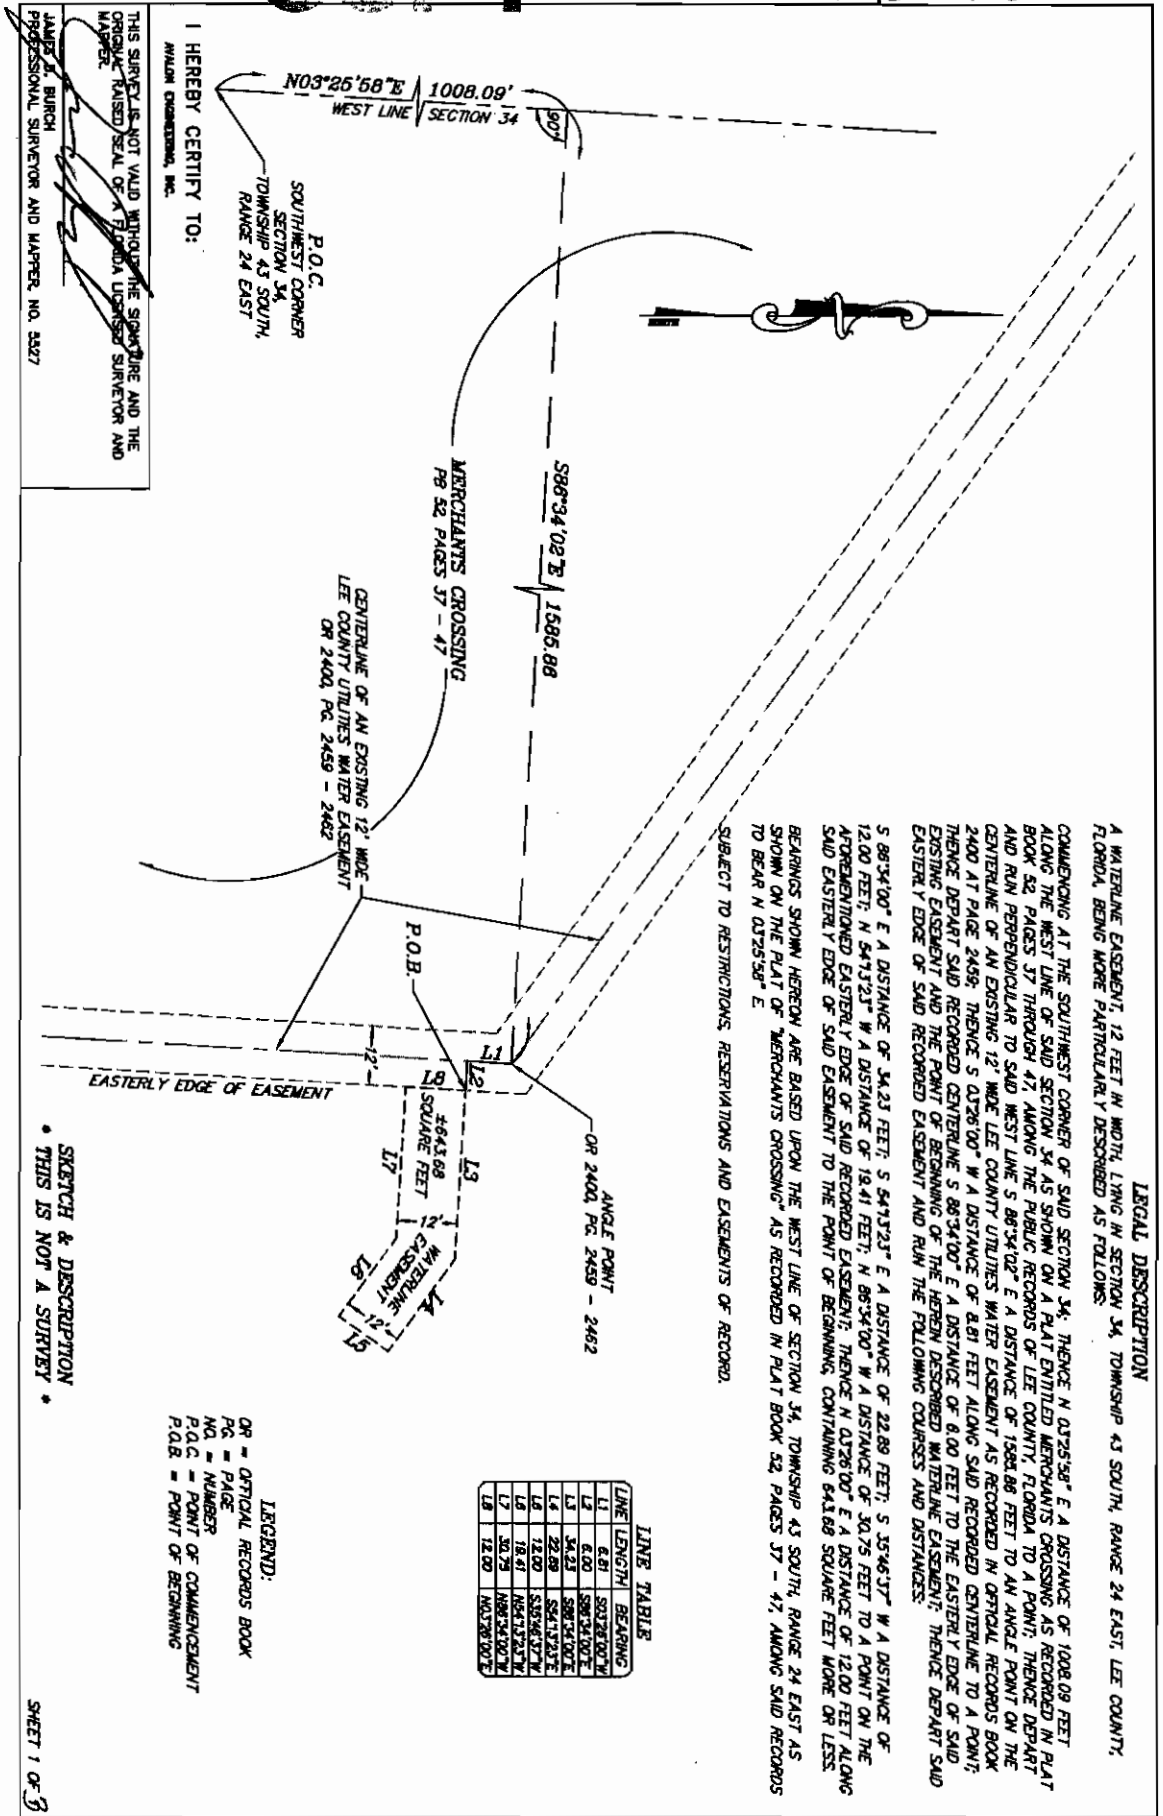 LEGAL DESCRIPTION
A WATERLINE EASEMENT, 12 FEET IN WIDTH, LYING IN SECTION 34, TOWNSHIP 43 SOUTH, RANGE 24 EAST, LEE COUNTY,
FLORIDA, BEING MORE PARTICULARLY DESCRIBED AS FOLLOWS:
COMMENCING AT THE SOUTHWEST CORNER OF SAID SECTION 34; THENCE N 03°25'58" E A DISTANCE OF 1008.09 FEET
ALONG THE WEST LINE OF SAID SECTION 34 AS SHOWN ON A PLAT ENTITLED MERCHANTS CROSSING AS RECORDED IN PLAT
BOOK 52, PAGES 37 THROUGH 47, AMONG THE PUBLIC RECORDS OF LEE COUNTY, FLORIDA TO A POINT; THENCE DEPART
AND RUN PERPENDICULAR TO SAID WEST LINE S 86°34'02" E A DISTANCE OF 1585.86 FEET TO AN ANGLE POINT ON THE
CENTERLINE OF AN EXISTING 12' WIDE LEE COUNTY UTILITIES WATER EASEMENT AS RECORDED IN OFFICIAL RECORDS BOOK
2400 AT PAGE 2459; THENCE S 03°26'00" W A DISTANCE OF 8.81 FEET ALONG SAID RECORDED CENTERLINE TO A POINT;
THENCE DEPART SAID RECORDED CENTERLINE S 86°34'00" E A DISTANCE OF 6.00 FEET TO THE EASTERLY EDGE OF SAID
EXISTING EASEMENT AND THE POINT OF BEGINNING OF THE HEREIN DESCRIBED WATERLINE EASEMENT; THENCE DEPART SAID
EASTERLY EDGE OF SAID RECORDED EASEMENT AND RUN THE FOLLOWING COURSES AND DISTANCES:
S 86°34'00" E A DISTANCE OF 34.23 FEET; S 54°13'23" E A DISTANCE OF 22.89 FEET; S 35°46'37" W A DISTANCE OF
12.00 FEET; N 54°13'23" W A DISTANCE OF 19.41 FEET; N 86°34'00" W A DISTANCE OF 30.75 FEET TO A POINT ON THE
AFOREMENTIONED EASTERLY EDGE OF SAID RECORDED EASEMENT; THENCE N 03°26'00" E A DISTANCE OF 12.00 FEET ALONG
SAID EASTERLY EDGE OF SAID EASEMENT TO THE POINT OF BEGINNING, CONTAINING 643.68 SQUARE FEET MORE OR LESS.
BEARINGS SHOWN HEREON ARE BASED UPON THE WEST LINE OF SECTION 34, TOWNSHIP 43 SOUTH, RANGE 24 EAST AS
SHOWN ON THE PLAT OF "MERCHANTS CROSSING" AS RECORDED IN PLAT BOOK 52, PAGES 37 - 47, AMONG SAID RECORDS
TO BEAR N 03°25'58" E.
SUBJECT TO RESTRICTIONS, RESERVATIONS AND EASEMENTS OF RECORD.
N03°25'58"E 1008.09'
WEST LINE SECTION 34
90°
NORTH
S86°34'02"E 1585.86
P.O.C.
SOUTHWEST CORNER
SECTION 34,
TOWNSHIP 43 SOUTH,
RANGE 24 EAST
MERCHANTS CROSSING
PB 52, PAGES 37 - 47
CENTERLINE OF AN EXISTING 12' WIDE
LEE COUNTY UTILITIES WATER EASEMENT
OR 2400, PG. 2459 - 2462
P.O.B.
ANGLE POINT
OR 2400, PG. 2459 - 2462
L1
L2
L3
L4
L5
L6
L7
L8
12'
12'
12'
±643.68
SQUARE FEET
WATERLINE
EASEMENT
EASTERLY EDGE OF EASEMENT
LINE TABLE
LINE LENGTH BEARING
L1 8.81 S03°26'00"W
L2 6.00 S86°34'00"E
L3 34.23 S86°34'00"E
L4 22.89 S54°13'23"E
L5 12.00 S35°46'37"W
L6 19.41 N54°13'23"W
L7 30.75 N86°34'00"W
L8 12.00 N03°26'00"E
LEGEND:
OR = OFFICIAL RECORDS BOOK
PG. = PAGE
NO. = NUMBER
P.O.C. = POINT OF COMMENCEMENT
P.O.B. = POINT OF BEGINNING
SKETCH & DESCRIPTION
* THIS IS NOT A SURVEY *
I HEREBY CERTIFY TO:
AVALON ENGINEERING, INC.
THIS SURVEY IS NOT VALID WITHOUT THE SIGNATURE AND THE
ORIGINAL RAISED SEAL OF A FLORIDA LICENSED SURVEYOR AND
MAPPER.
JAMES D. BURCH
PROFESSIONAL SURVEYOR AND MAPPER, NO. 5527
SHEET 1 OF 3